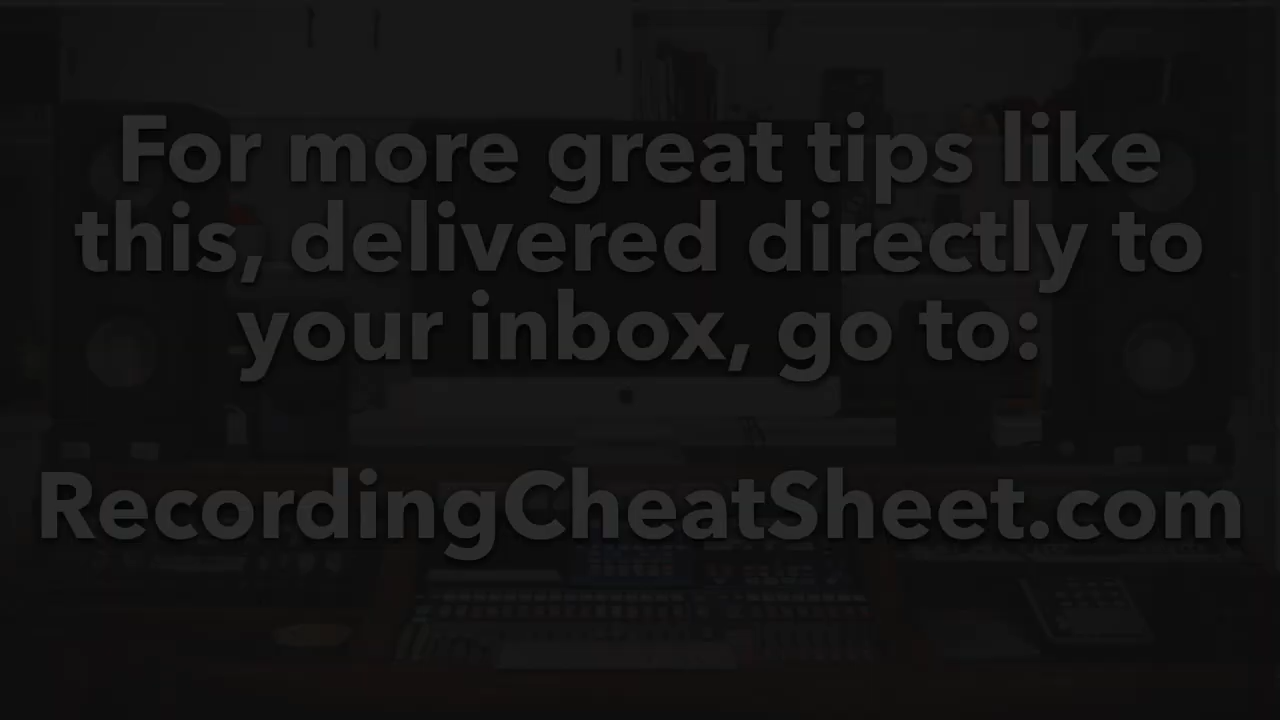 For more great tips like
this, delivered directly to
your inbox, go to:
RecordingCheatSheet.com